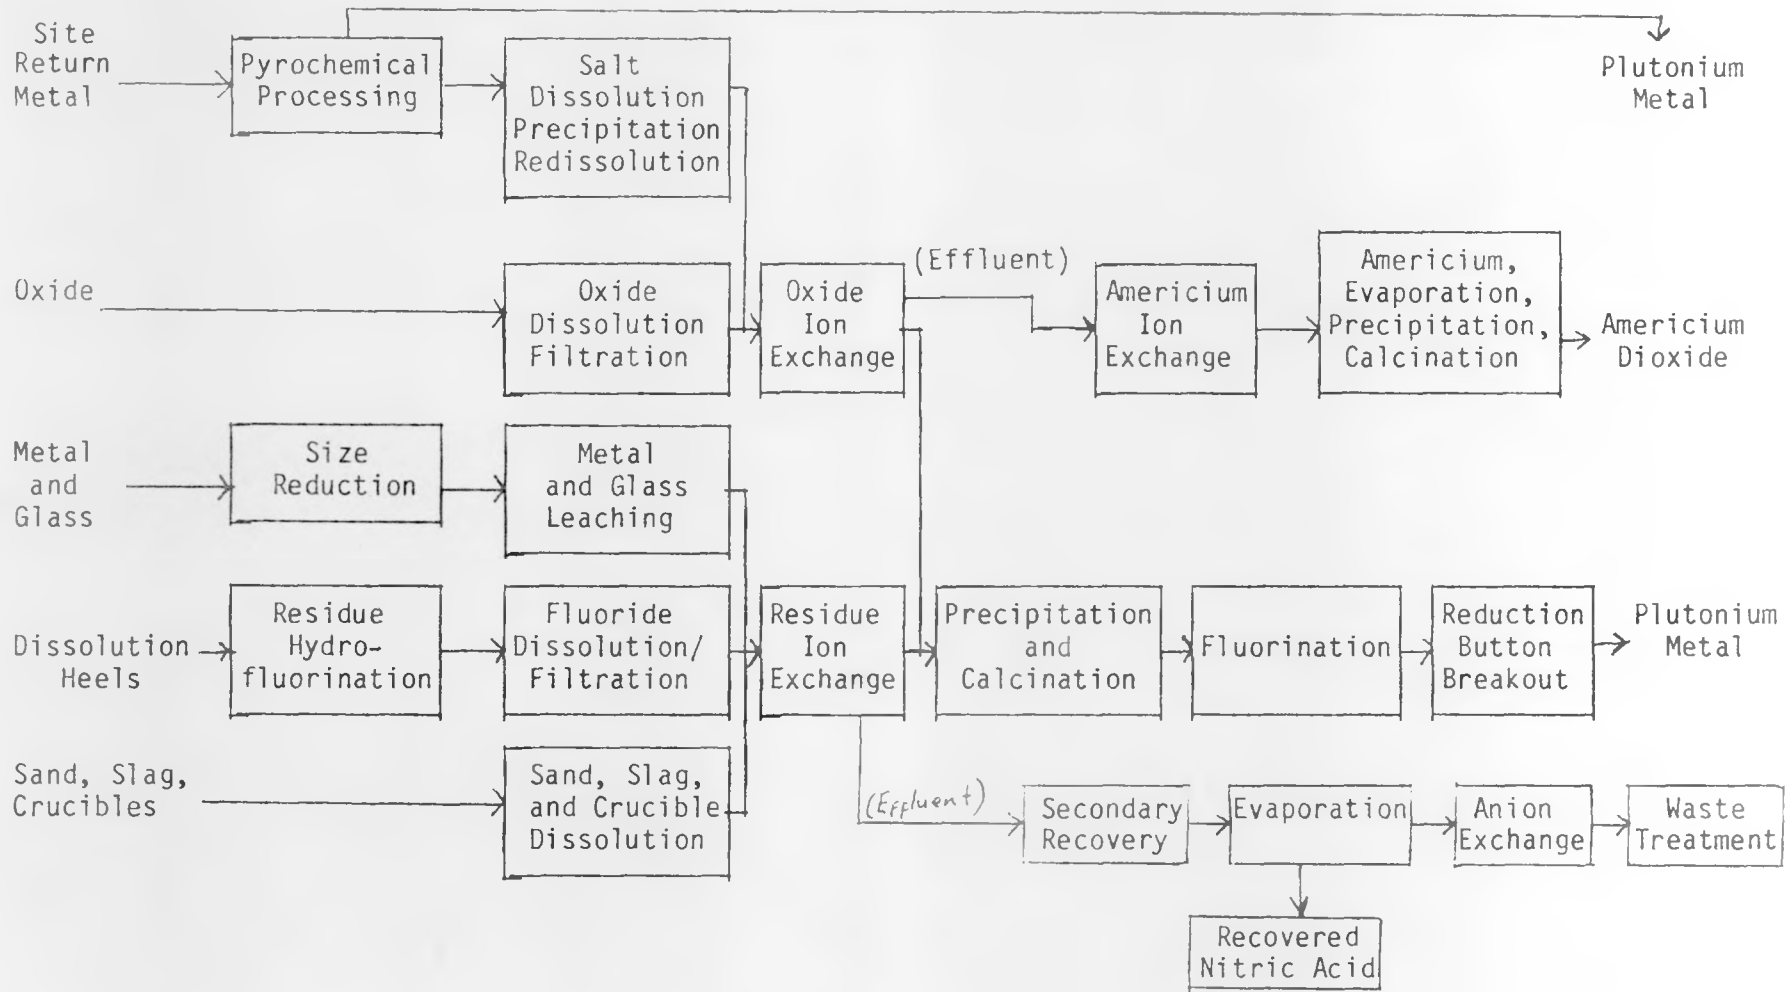 Site
Return
Metal
Pyrochemical
Processing
Salt
Dissolution
Precipitation
Redissolution
Plutonium
Metal
Oxide
Oxide
Dissolution
Filtration
Oxide
Ion
Exchange
(Effluent)
Americium
Ion
Exchange
Americium,
Evaporation,
Precipitation,
Calcination
Americium
Dioxide
Metal
and
Glass
Size
Reduction
Metal
and Glass
Leaching
Dissolution
Heels
Residue
Hydro-
fluorination
Fluoride
Dissolution/
Filtration
Residue
Ion
Exchange
Precipitation
and
Calcination
Fluorination
Reduction
Button
Breakout
Plutonium
Metal
Sand, Slag,
Crucibles
Sand, Slag,
and Crucible
Dissolution
(Effluent)
Secondary
Recovery
Evaporation
Anion
Exchange
Waste
Treatment
Recovered
Nitric Acid